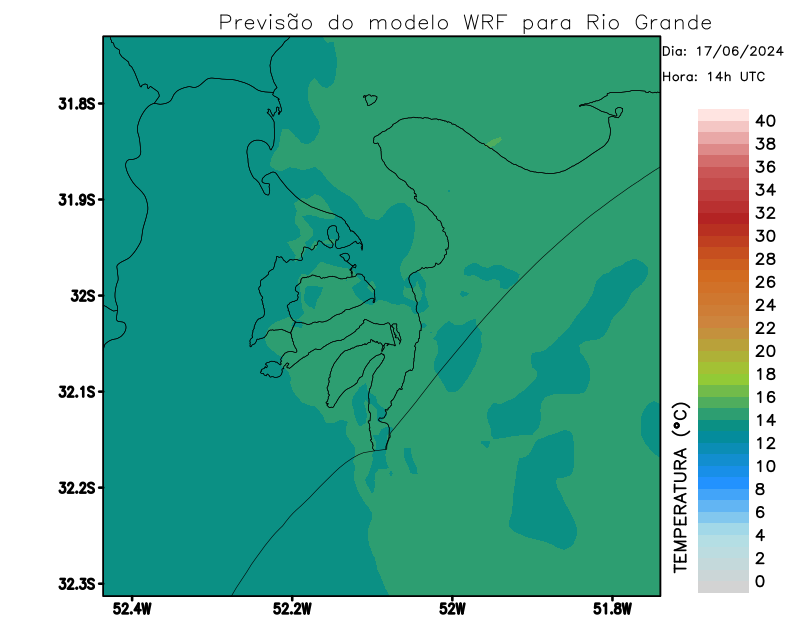 Previsão do modelo WRF para Rio Grande
Dia: 17/06/2024
Hora: 14h UTC
31.8S
31.9S
32S
32.1S
32.2S
32.3S
52.4W
52.2W
52W
51.8W
TEMPERATURA (°C)
40
38
36
34
32
30
28
26
24
22
20
18
16
14
12
10
8
6
4
2
0